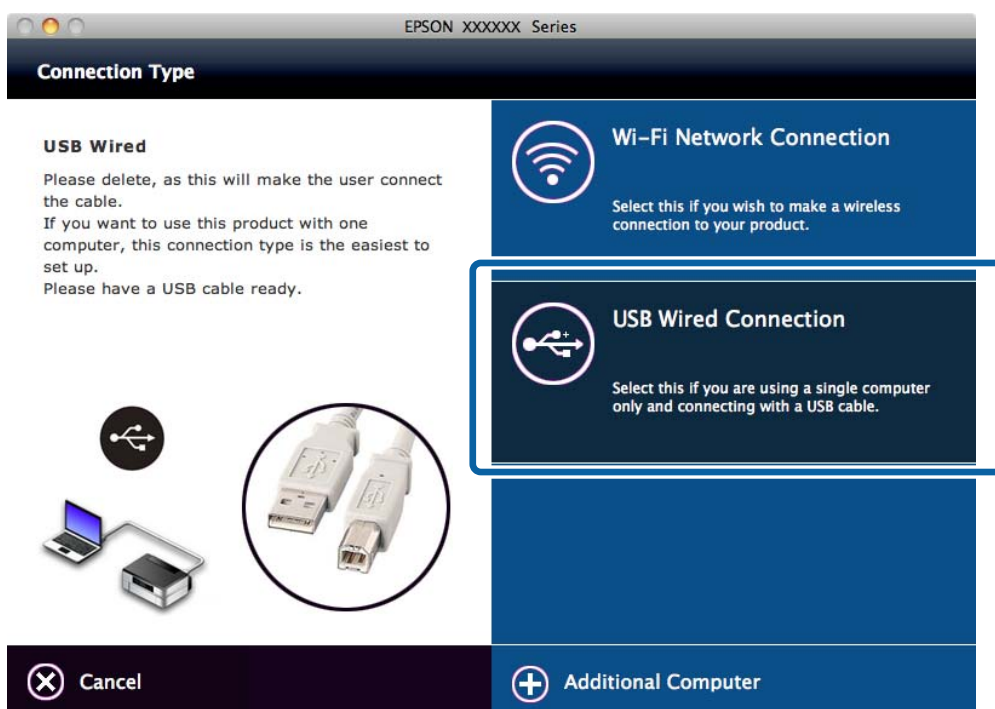 EPSON XXXXXX Series
Connection Type
USB Wired
Please delete, as this will make the user connect
the cable.
If you want to use this product with one
computer, this connection type is the easiest to
set up.
Please have a USB cable ready.
Wi-Fi Network Connection
Select this if you wish to make a wireless
connection to your product.
USB Wired Connection
Select this if you are using a single computer
only and connecting with a USB cable.
Cancel
Additional Computer